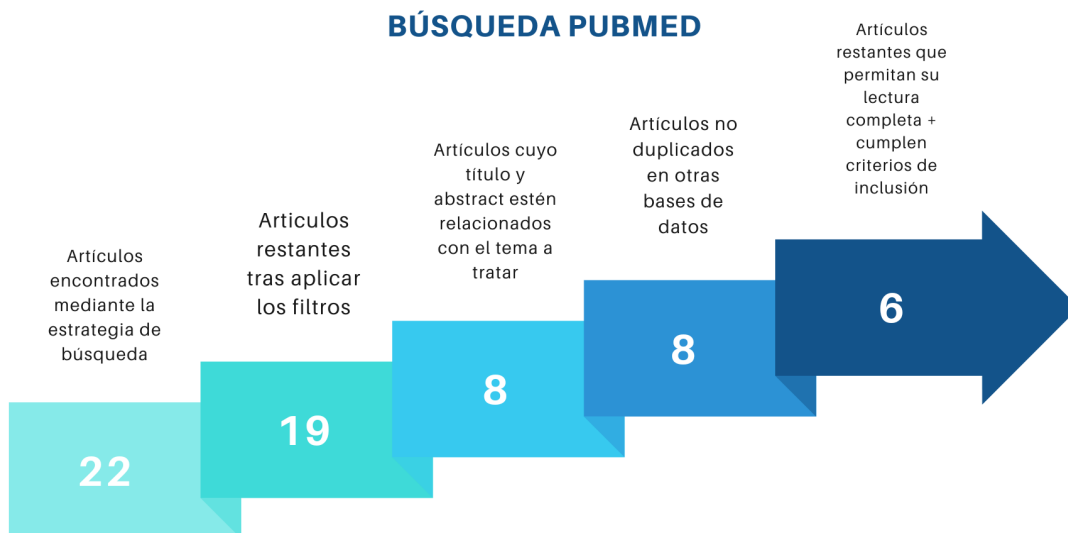 BÚSQUEDA PUBMED
Artículos
encontrados
mediante la
estrategia de
búsqueda
22
Articulos
restantes
tras aplicar
los filtros
19
Artículos cuyo
título y
abstract estén
relacionados
con el tema a
tratar
8
Artículos no
duplicados
en otras
bases de
datos
8
Artículos
restantes que
permitan su
lectura
completa +
cumplen
criterios de
inclusión
6